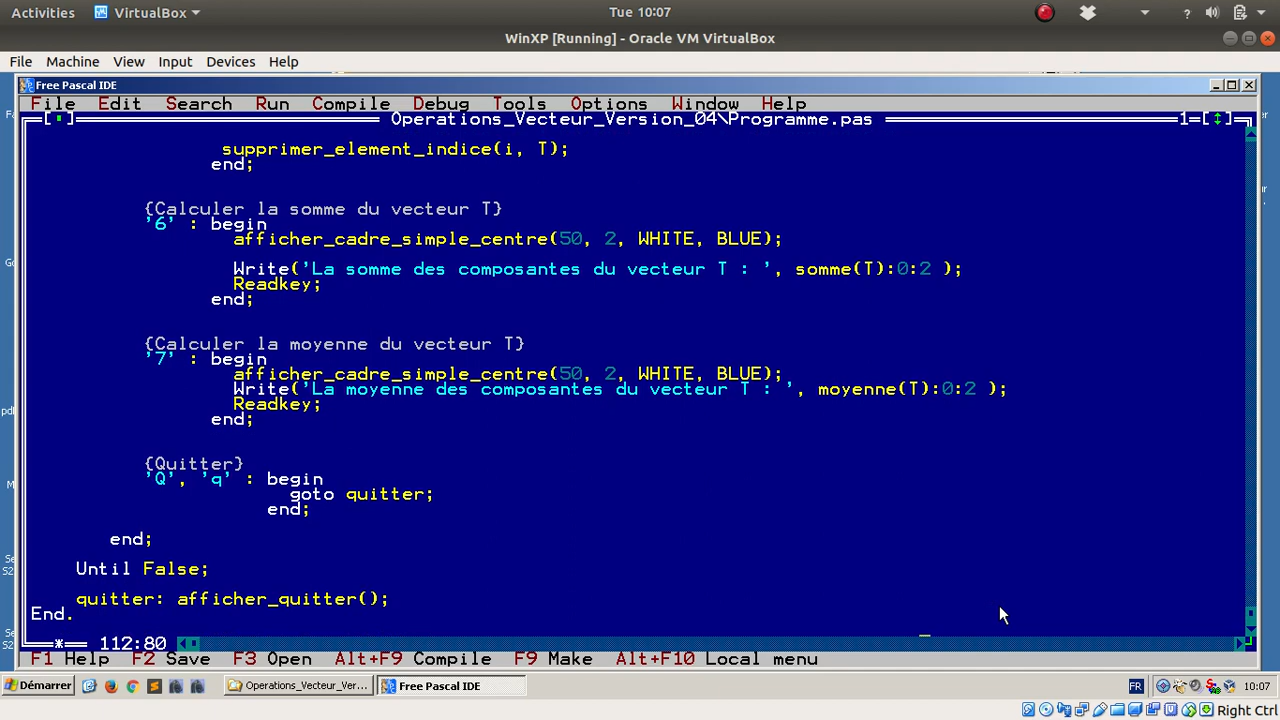 Activities VirtualBox Tue 10:07 ?
WinXP [Running] - Oracle VM VirtualBox
File Machine View Input Devices Help
Free Pascal IDE
File Edit Search Run Compile Debug Tools Options Window Help
Operations_Vecteur_Version_04\Programme.pas 1
supprimer_element_indice(i, T);
end;
{Calculer la somme du vecteur T}
'6' : begin
afficher_cadre_simple_centre(50, 2, WHITE, BLUE);
Write('La somme des composantes du vecteur T : ', somme(T):0:2 );
Readkey;
end;
{Calculer la moyenne du vecteur T}
'7' : begin
afficher_cadre_simple_centre(50, 2, WHITE, BLUE);
Write('La moyenne des composantes du vecteur T : ', moyenne(T):0:2 );
Readkey;
end;
{Quitter}
'Q', 'q' : begin
goto quitter;
end;
end;
Until False;
quitter: afficher_quitter();
End.
112:80
F1 Help F2 Save F3 Open Alt+F9 Compile F9 Make Alt+F10 Local menu
Démarrer Operations_Vecteur_Ver... Free Pascal IDE FR 10:07
Right Ctrl